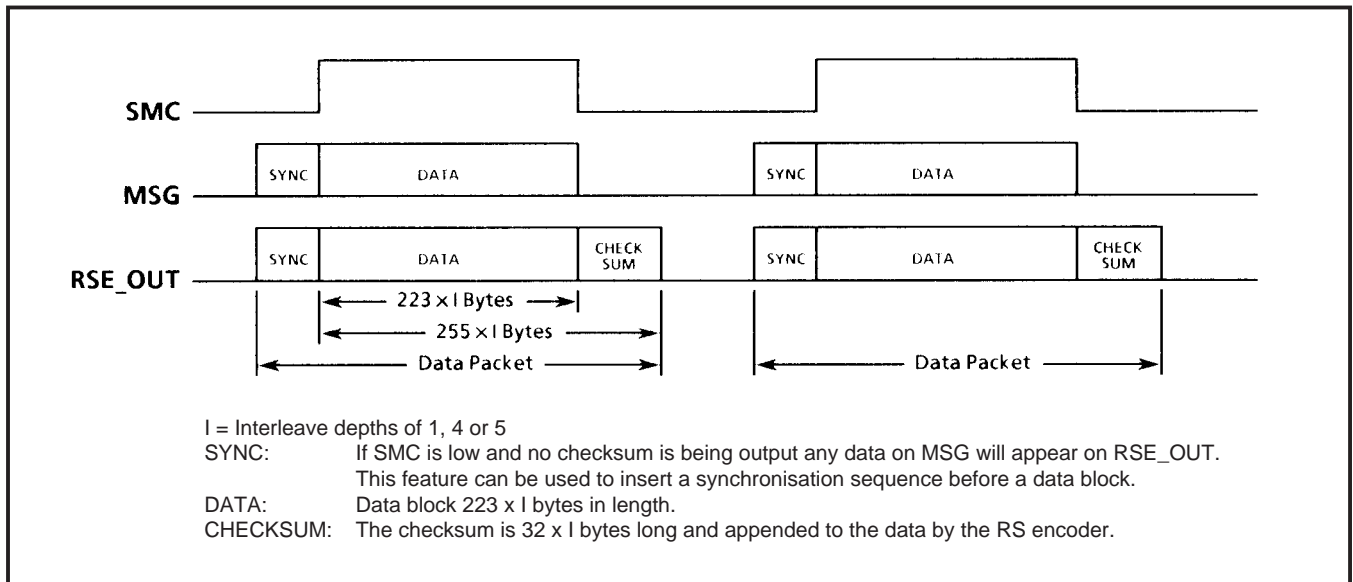 SMC
MSG
SYNC DATA SYNC DATA
RSE_OUT
SYNC DATA CHECK SUM SYNC DATA CHECK SUM
223 x I Bytes
255 x I Bytes
Data Packet Data Packet
I = Interleave depths of 1, 4 or 5
SYNC: If SMC is low and no checksum is being output any data on MSG will appear on RSE_OUT.
This feature can be used to insert a synchronisation sequence before a data block.
DATA: Data block 223 x I bytes in length.
CHECKSUM: The checksum is 32 x I bytes long and appended to the data by the RS encoder.